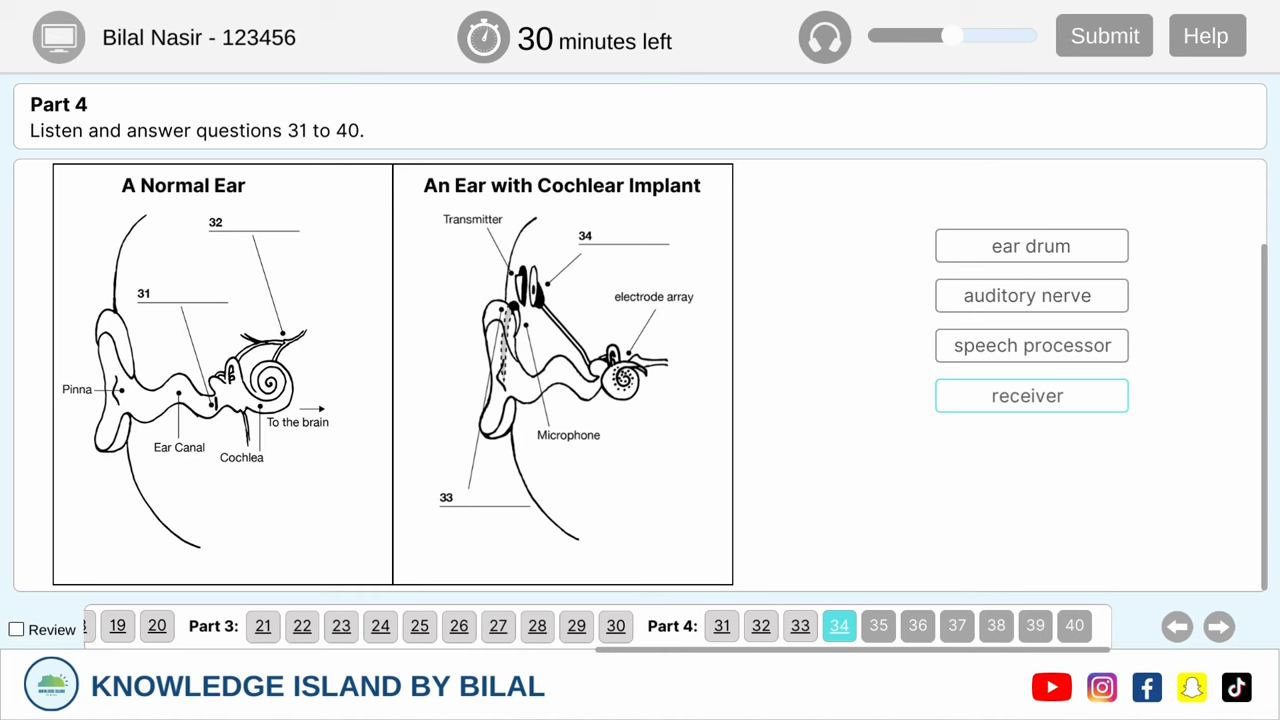 Bilal Nasir - 123456
30 minutes left
Submit
Help
Part 4
Listen and answer questions 31 to 40.
A Normal Ear
32
31
Pinna
Ear Canal
Cochlea
To the brain
An Ear with Cochlear Implant
Transmitter
34
electrode array
Microphone
33
ear drum
auditory nerve
speech processor
receiver
Review
19 20 Part 3: 21 22 23 24 25 26 27 28 29 30 Part 4: 31 32 33 34 35 36 37 38 39 40
KNOWLEDGE ISLAND BY BILAL